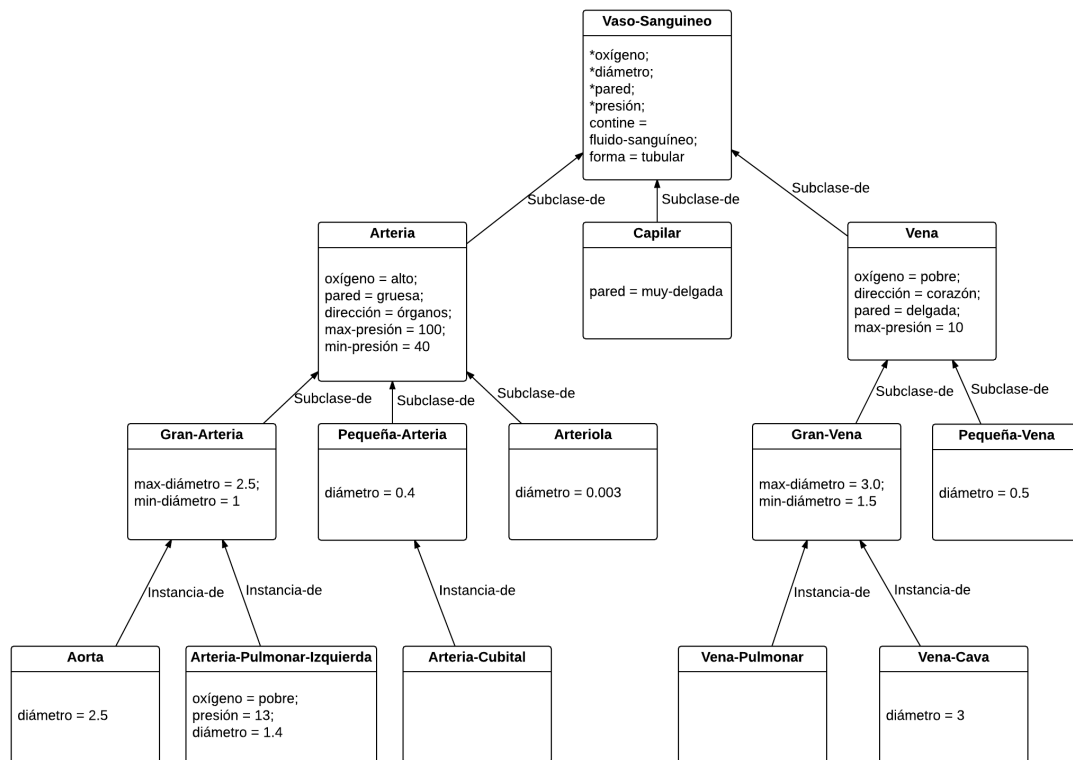 Vaso-Sanguineo
*oxígeno;
*diámetro;
*pared;
*presión;
contine =
fluido-sanguíneo;
forma = tubular
Subclase-de
Subclase-de
Subclase-de
Arteria
oxígeno = alto;
pared = gruesa;
dirección = órganos;
max-presión = 100;
min-presión = 40
Capilar
pared = muy-delgada
Vena
oxígeno = pobre;
dirección = corazón;
pared = delgada;
max-presión = 10
Subclase-de
Subclase-de
Subclase-de
Subclase-de
Subclase-de
Gran-Arteria
max-diámetro = 2.5;
min-diámetro = 1
Pequeña-Arteria
diámetro = 0.4
Arteriola
diámetro = 0.003
Gran-Vena
max-diámetro = 3.0;
min-diámetro = 1.5
Pequeña-Vena
diámetro = 0.5
Instancia-de
Instancia-de
Instancia-de
Instancia-de
Instancia-de
Aorta
diámetro = 2.5
Arteria-Pulmonar-Izquierda
oxígeno = pobre;
presión = 13;
diámetro = 1.4
Arteria-Cubital
Vena-Pulmonar
Vena-Cava
diámetro = 3